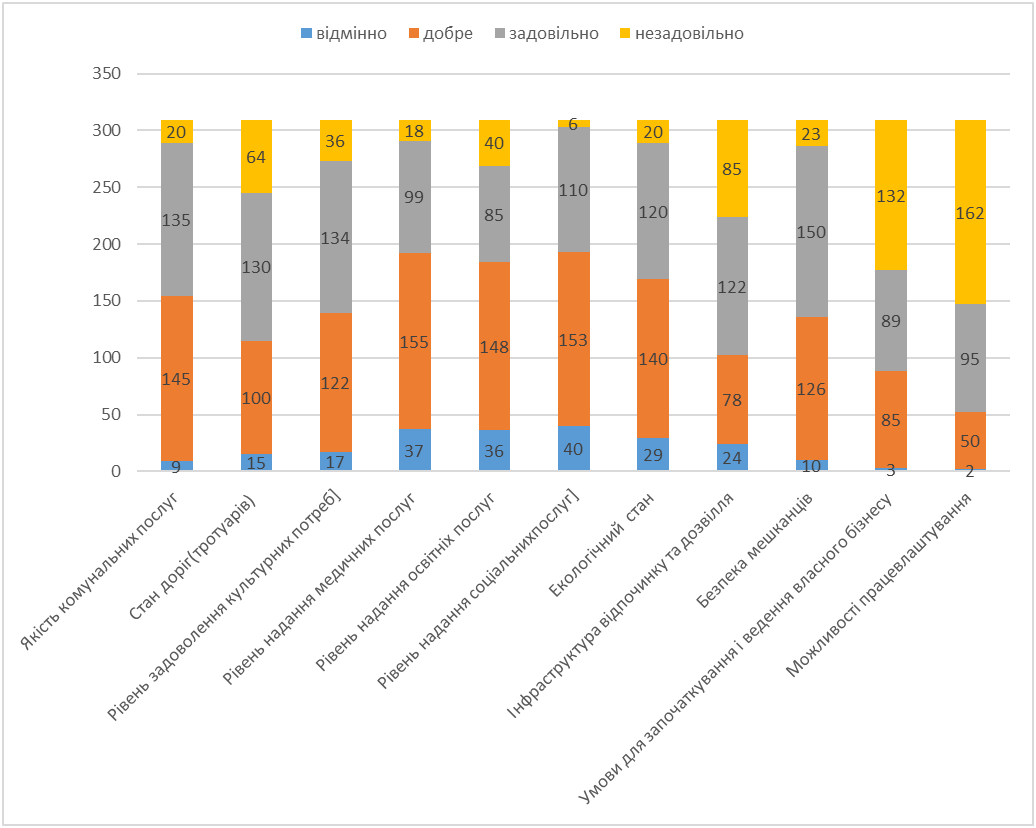 відмінно добре задовільно незадовільно
350
300
250
200
150
100
50
0
20 64 36 18 40 6 20 85 23 132 162
135 130 134 99 85 110 120 122 150 89 95
145 100 122 155 148 153 140 78 126 85 50
9 15 17 37 36 40 29 24 10 3 2
Якість комунальних послуг
Стан доріг(тротуарів)
Рівень задоволення культурних потреб]
Рівень надання медичних послуг
Рівень надання освітніх послуг
Рівень надання соціальнихпослуг]
Екологічний стан
Інфраструктура відпочинку та дозвілля
Безпека мешканців
Умови для започаткування і ведення власного бізнесу
Можливості працевлаштування